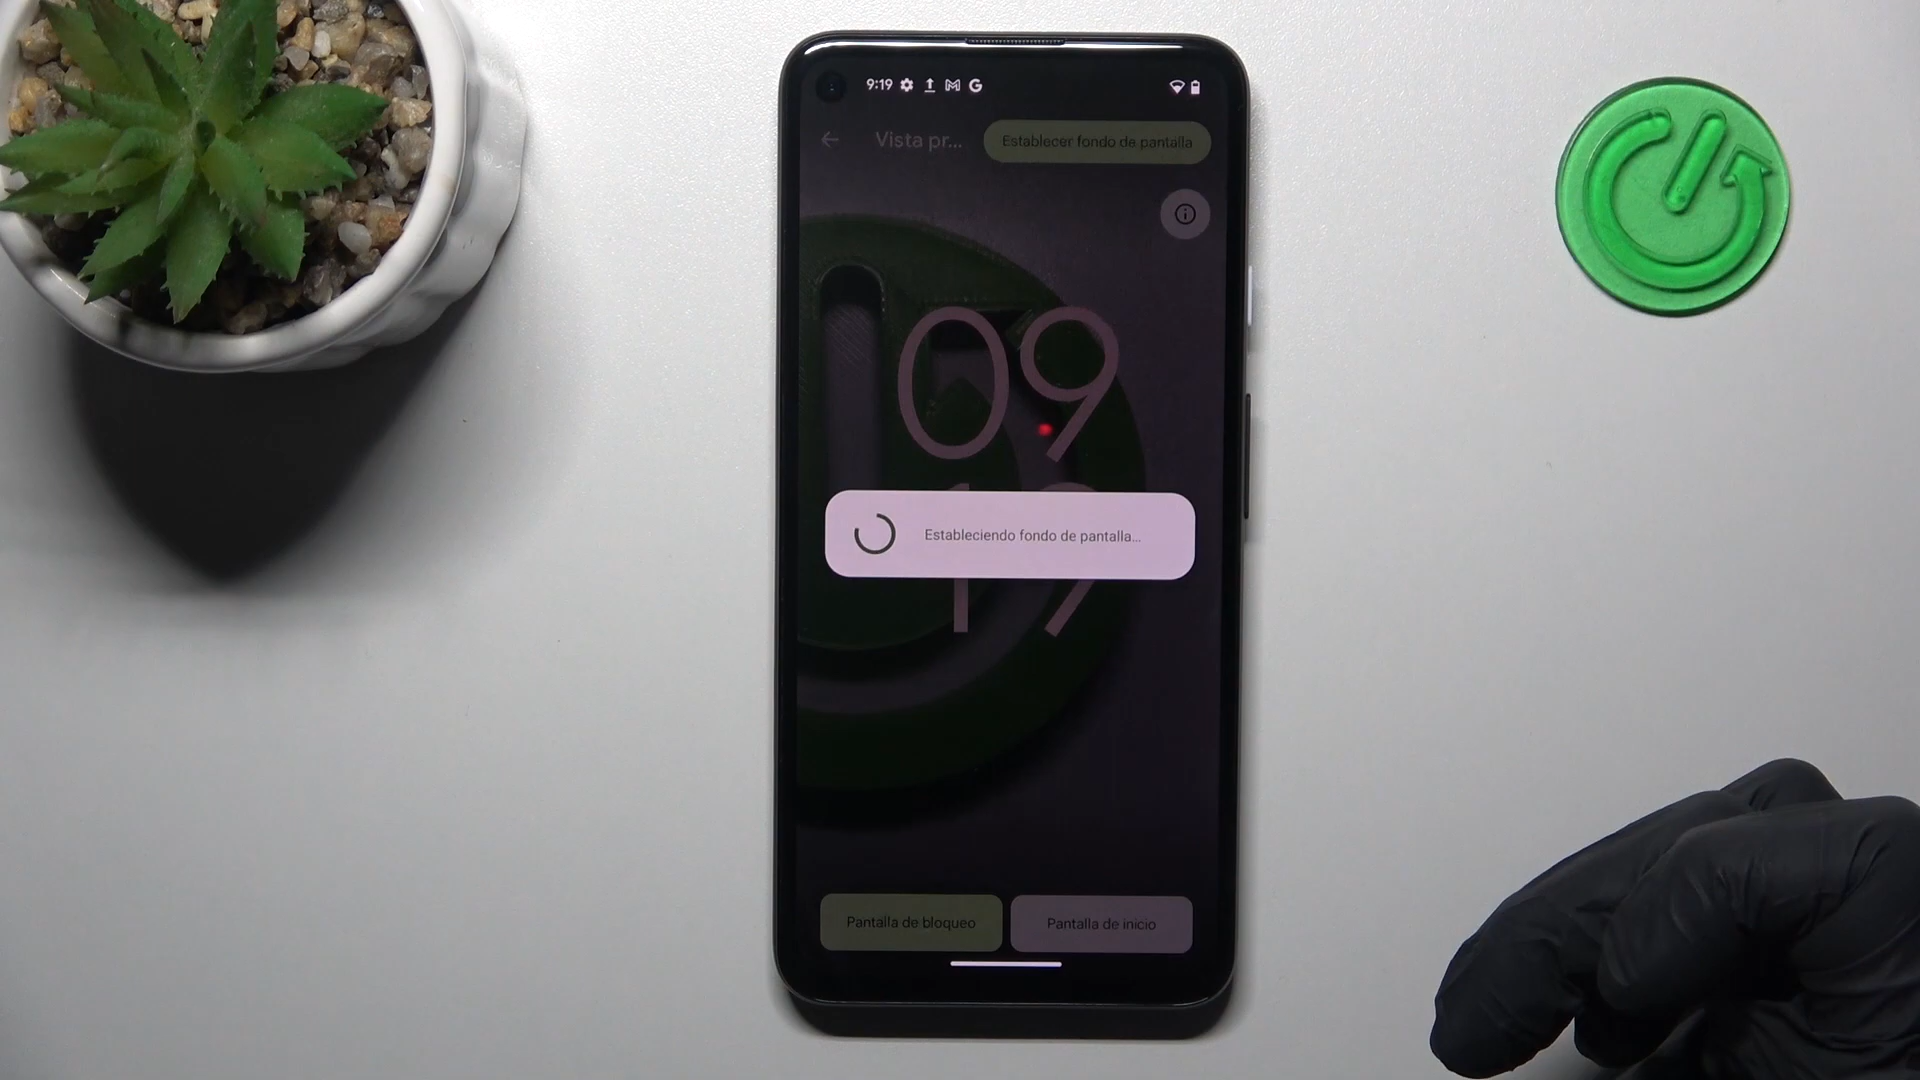 9:19
Vista pr...
Establecer fondo de pantalla
09
19
Estableciendo fondo de pantalla...
Pantalla de bloqueo
Pantalla de inicio